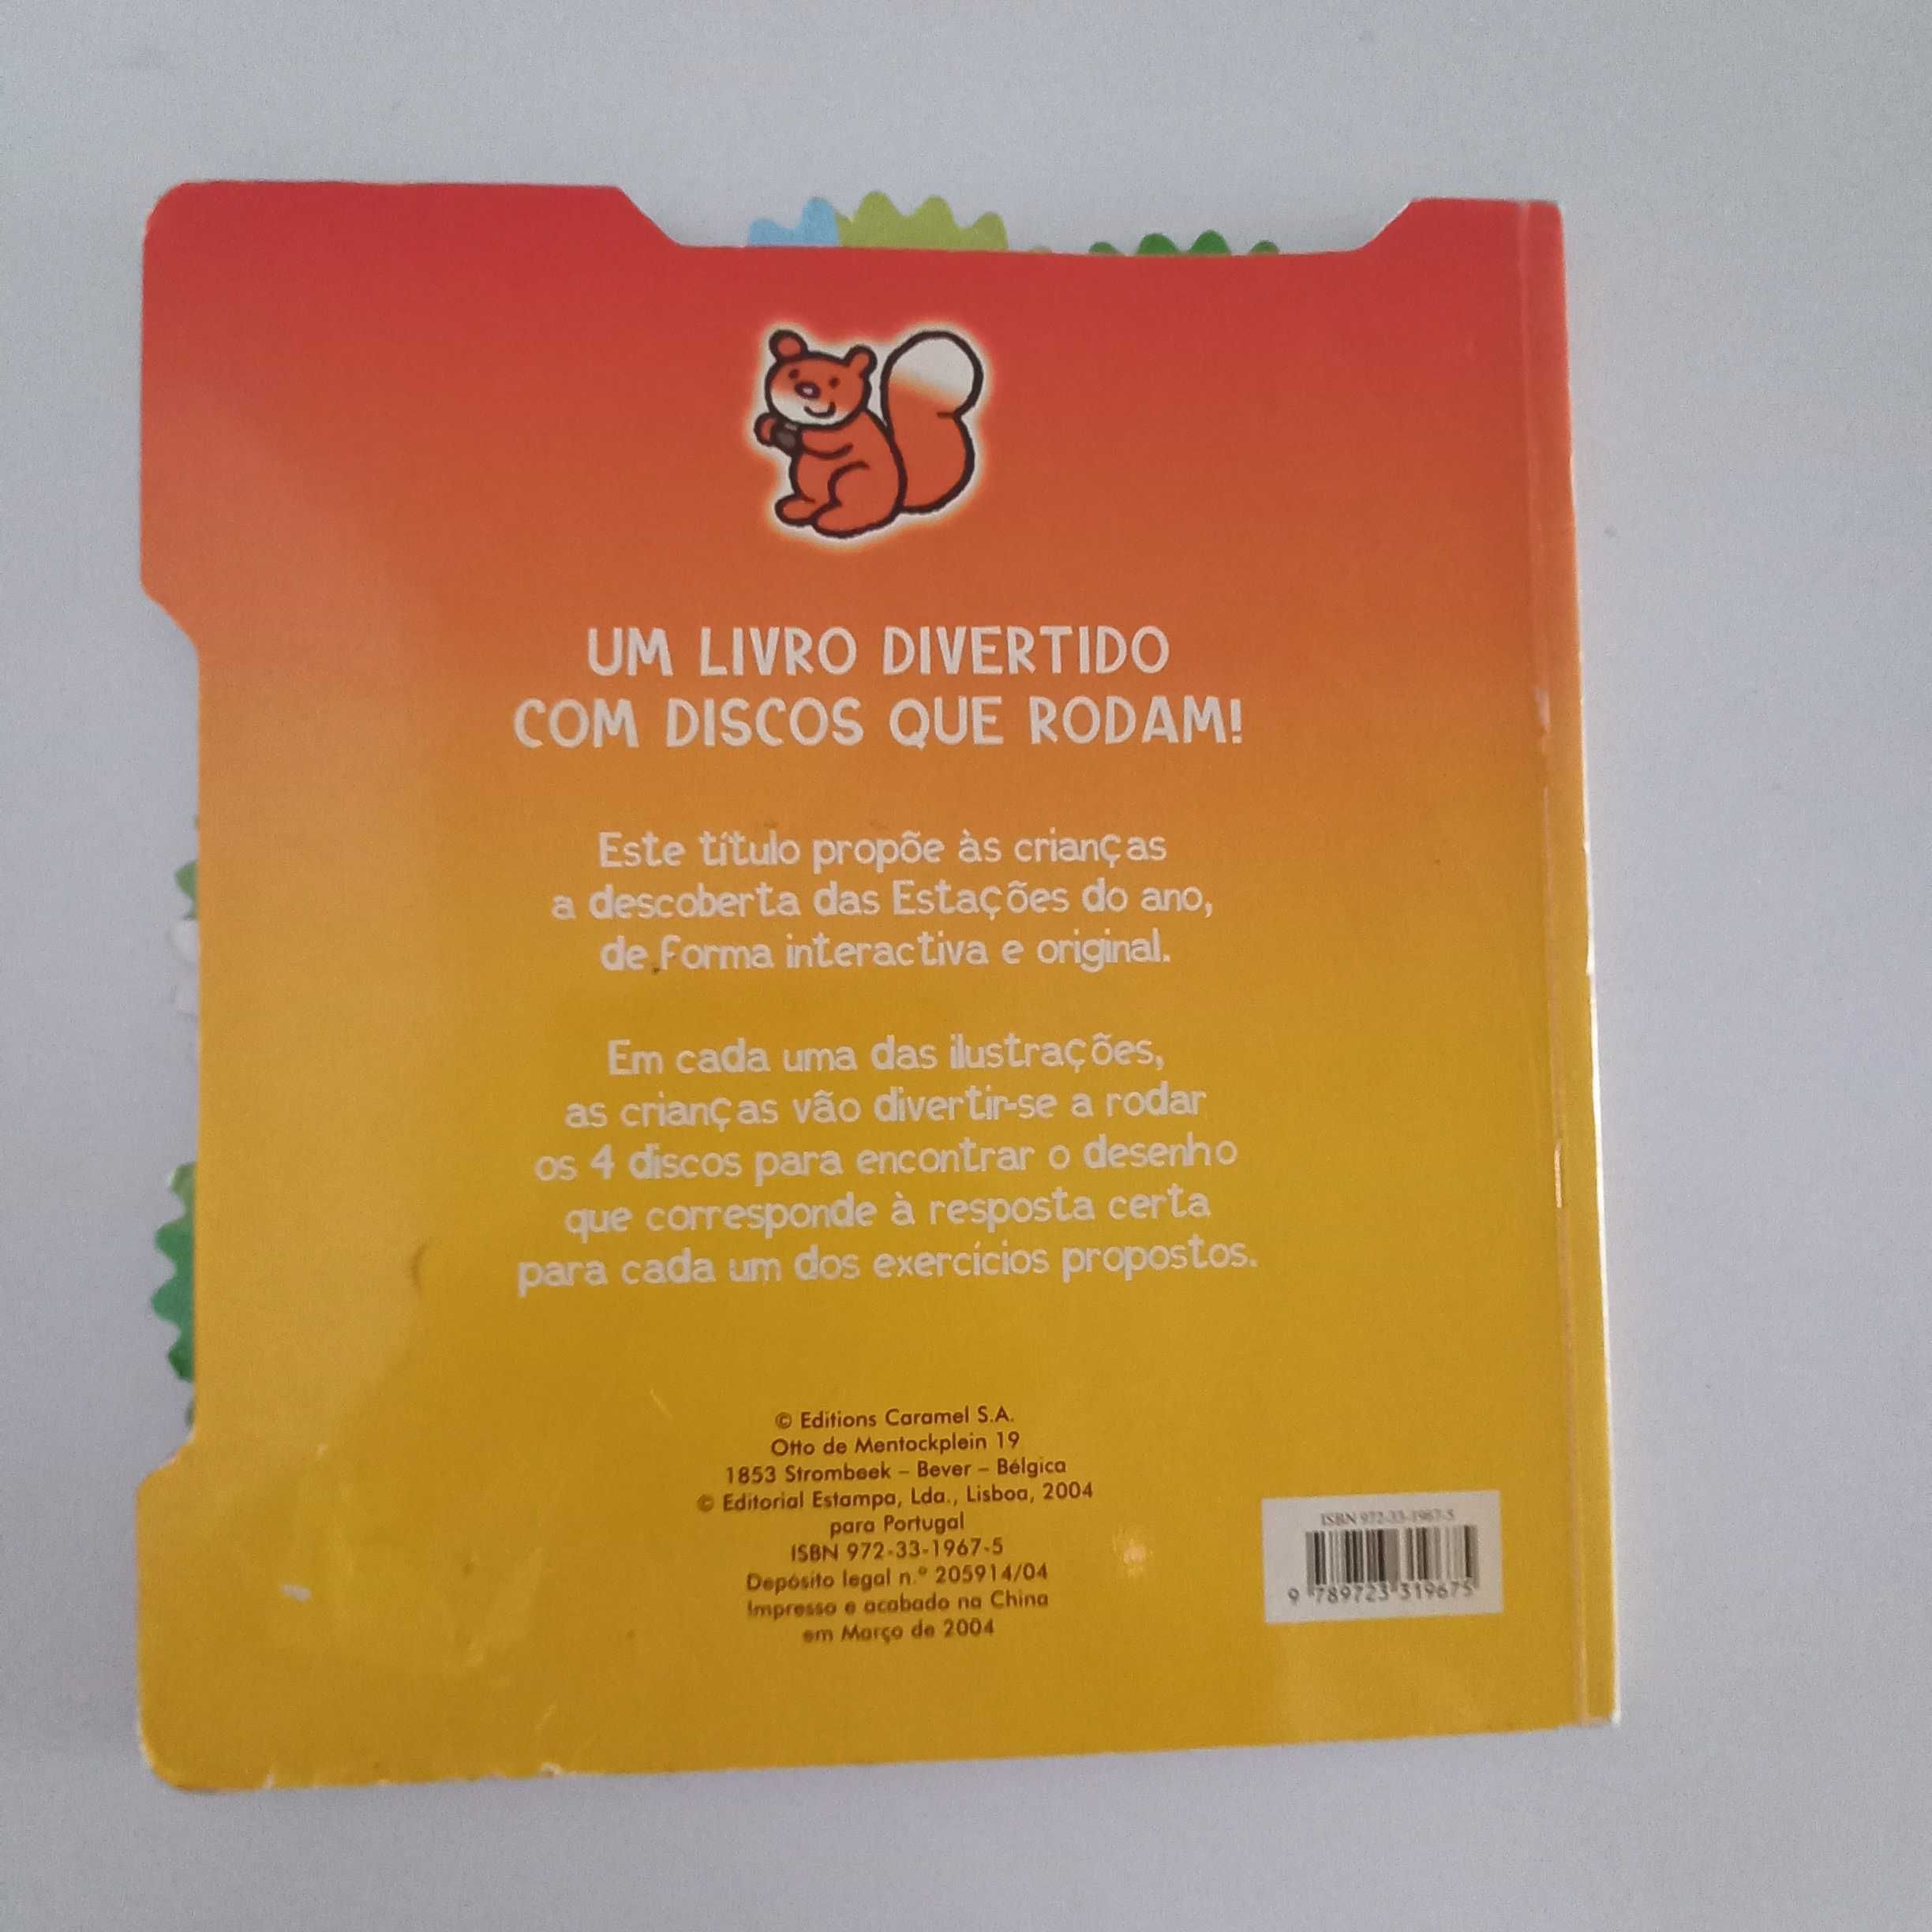 UM LIVRO DIVERTIDO
COM DISCOS QUE RODAM!
Este título propõe às crianças
a descoberta das Estações do ano,
de forma interactiva e original.
Em cada uma das ilustrações,
as crianças vão divertir-se a rodar
os 4 discos para encontrar o desenho
que corresponde à resposta certa
para cada um dos exercícios propostos.
© Editions Caramel S.A.
Otto de Mentockplein 19
1853 Strombeek – Bever – Bélgica
© Editorial Estampa, Lda., Lisboa, 2004
para Portugal
ISBN 972-33-1967-5
Depósito legal n.º 205914/04
Impresso e acabado na China
em Março de 2004
ISBN 972-33-1967-5
9 789723 319675